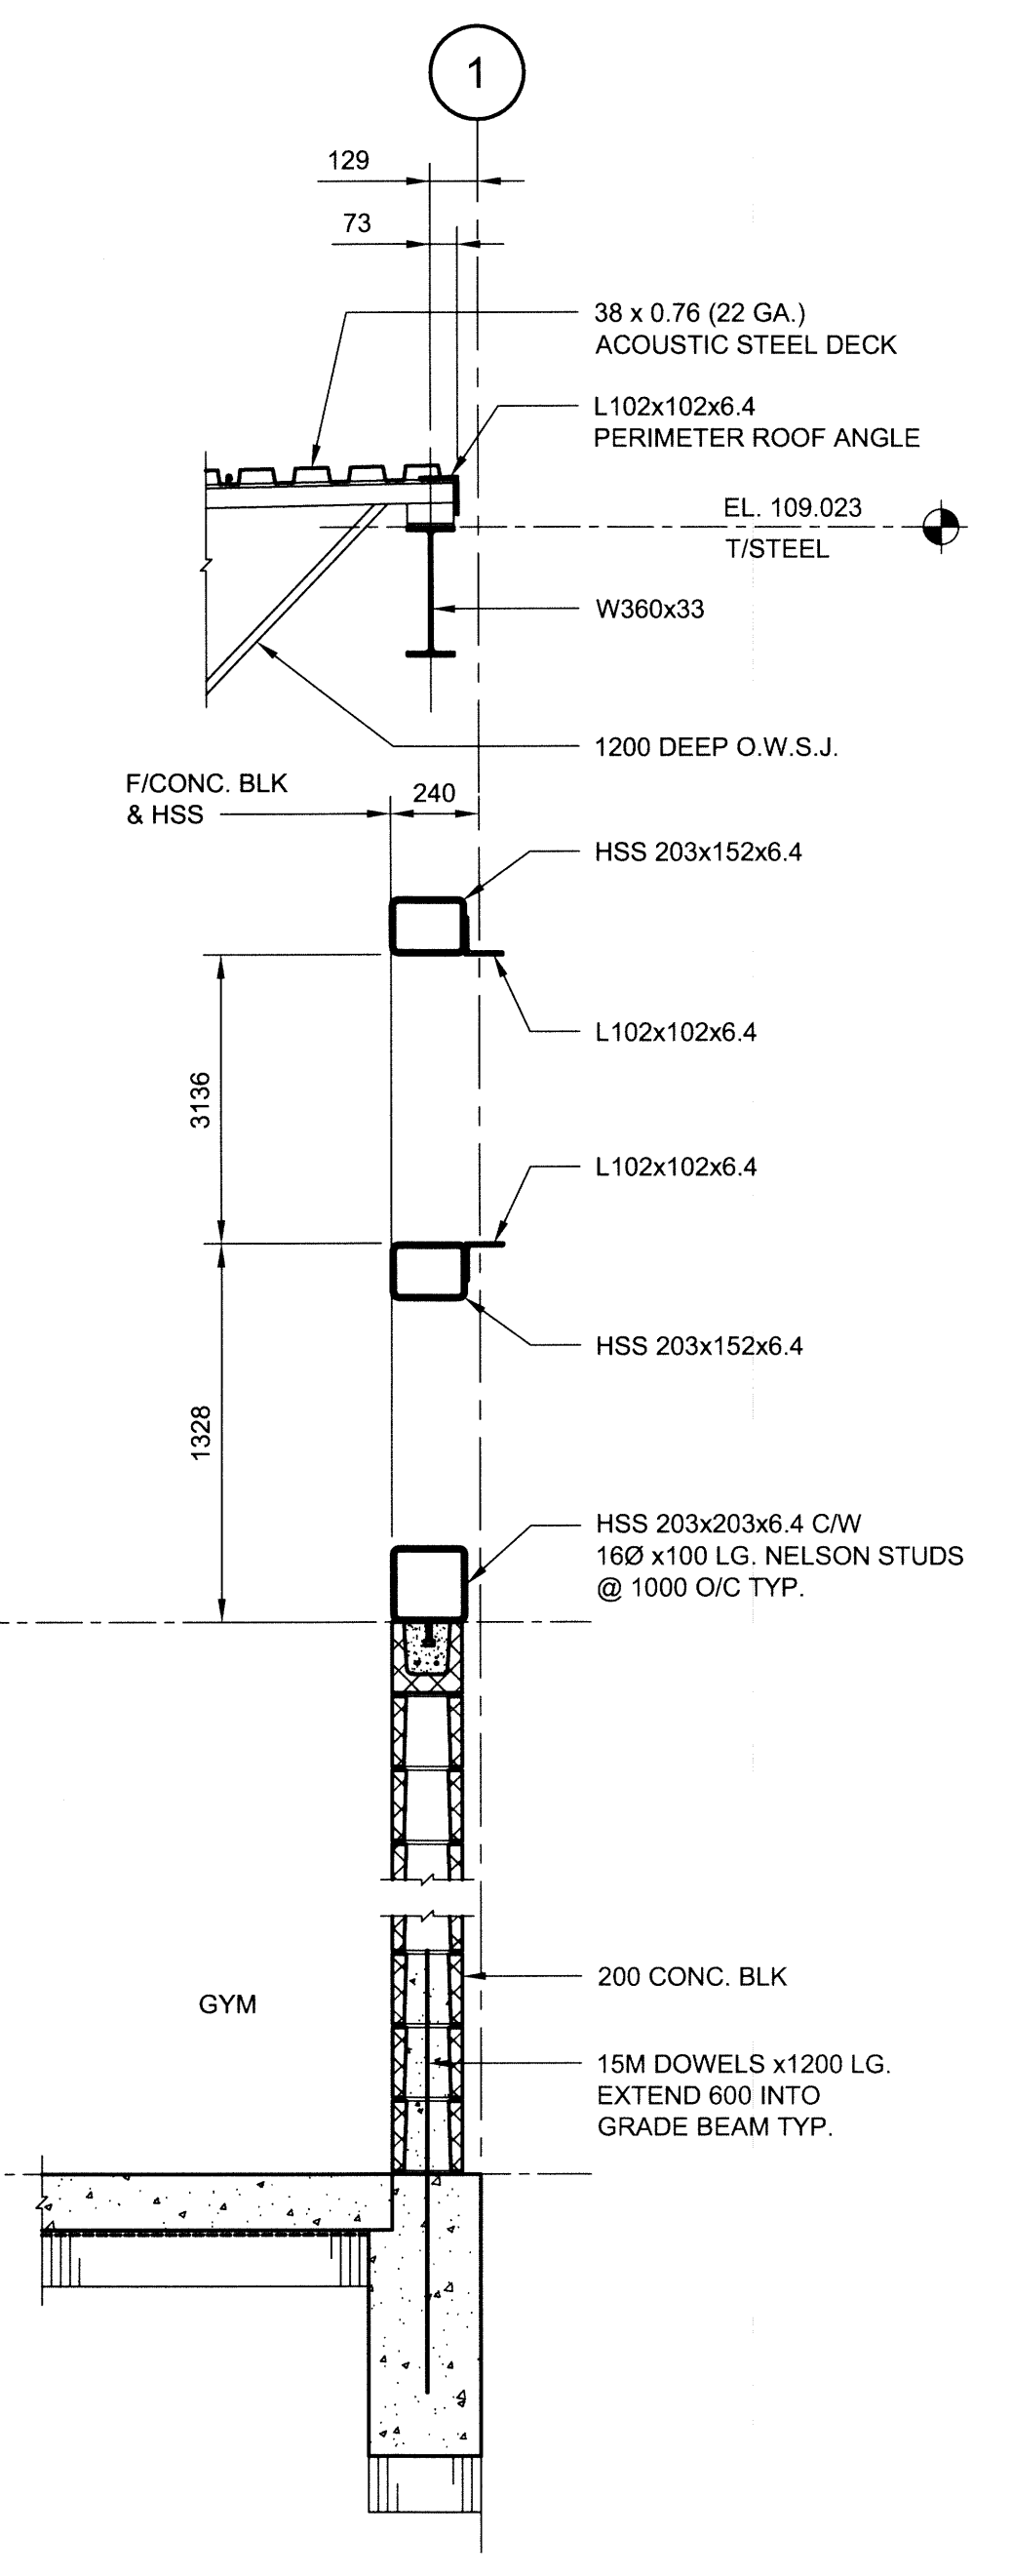 1
129
73
38 x 0.76 (22 GA.)
ACOUSTIC STEEL DECK
L102x102x6.4
PERIMETER ROOF ANGLE
EL. 109.023
T/STEEL
W360x33
1200 DEEP O.W.S.J.
F/CONC. BLK
& HSS
240
HSS 203x152x6.4
L102x102x6.4
3136
L102x102x6.4
HSS 203x152x6.4
1328
HSS 203x203x6.4 C/W
16Ø x100 LG. NELSON STUDS
@ 1000 O/C TYP.
200 CONC. BLK
GYM
15M DOWELS x1200 LG.
EXTEND 600 INTO
GRADE BEAM TYP.